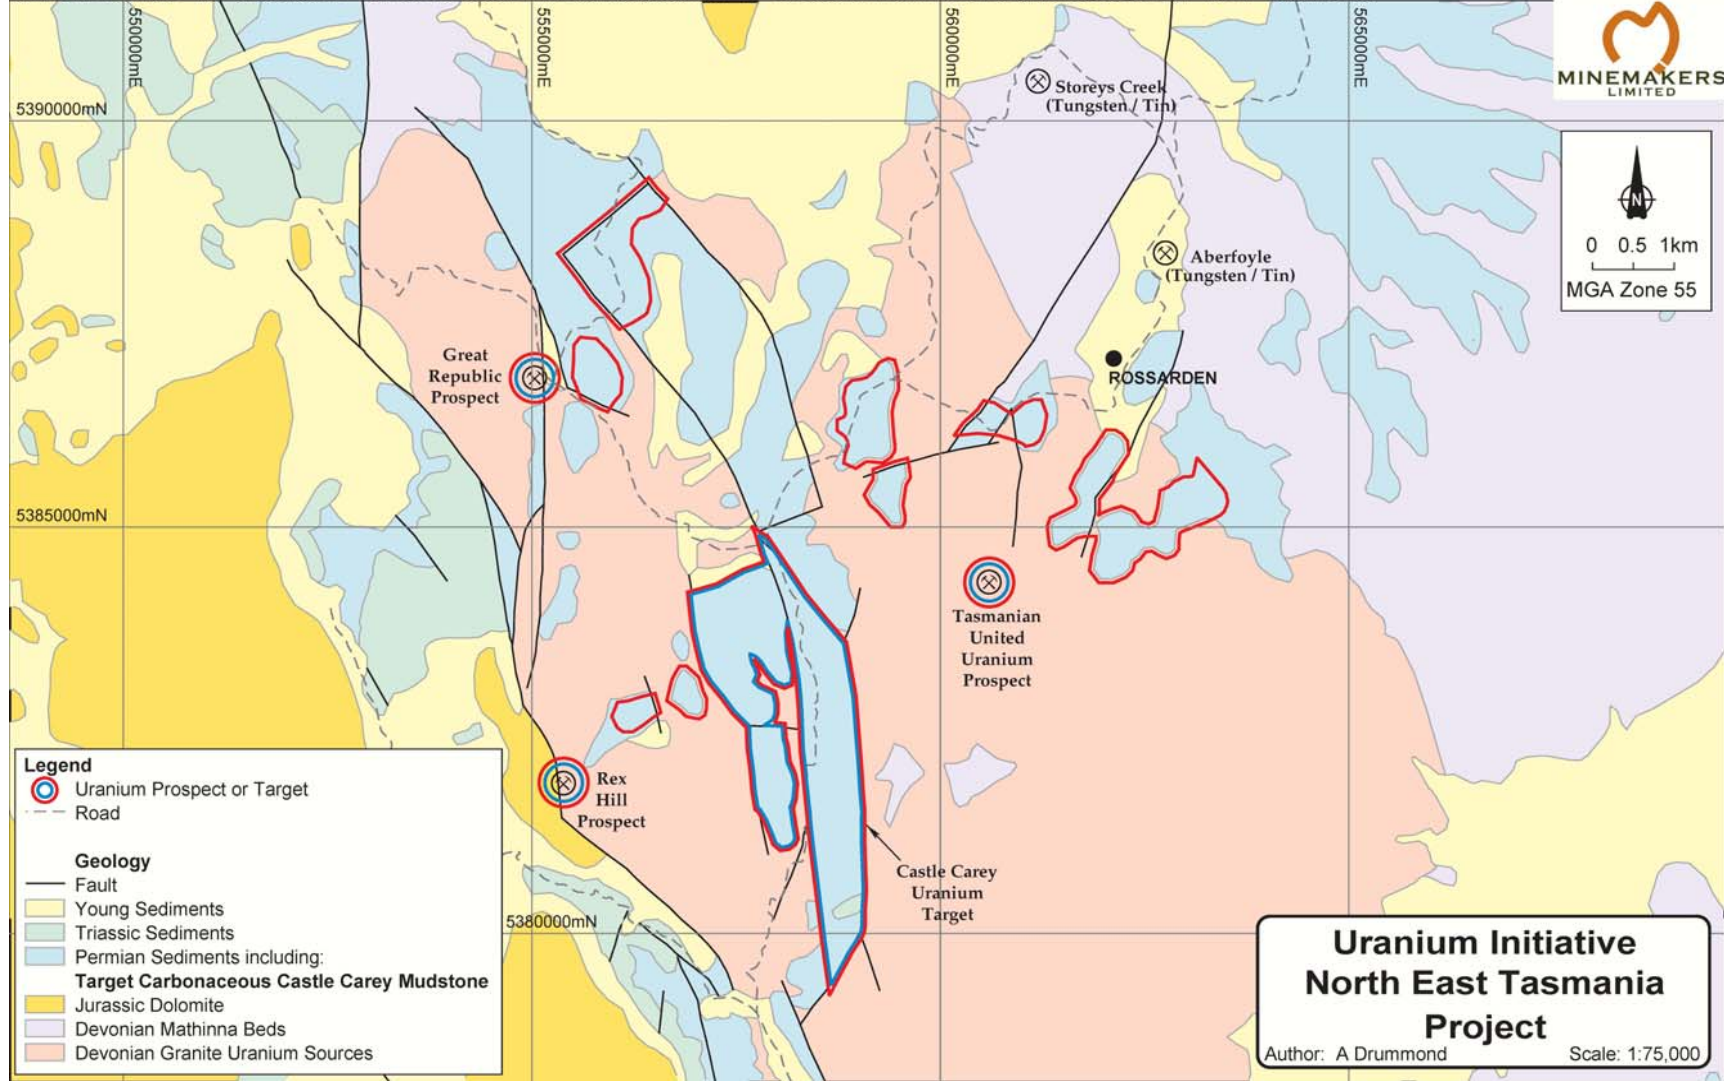 550000mE
555000mE
560000mE
565000mE
MINEMAKERS
LIMITED
5390000mN
Storeys Creek
(Tungsten / Tin)
N
0 0.5 1km
MGA Zone 55
Aberfoyle
(Tungsten / Tin)
Great
Republic
Prospect
ROSSARDEN
5385000mN
Tasmanian
United
Uranium
Prospect
Rex
Hill
Prospect
Castle Carey
Uranium
Target
5380000mN
Legend
Uranium Prospect or Target
Road
Geology
Fault
Young Sediments
Triassic Sediments
Permian Sediments including:
Target Carbonaceous Castle Carey Mudstone
Jurassic Dolomite
Devonian Mathinna Beds
Devonian Granite Uranium Sources
Uranium Initiative
North East Tasmania
Project
Author: A Drummond Scale: 1:75,000